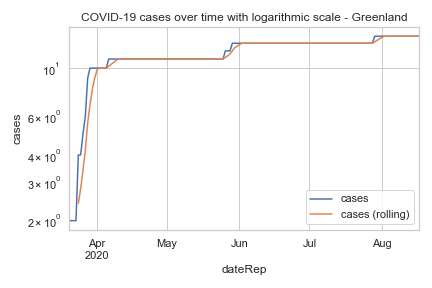 COVID-19 cases over time with logarithmic scale - Greenland
10¹
6 × 10⁰
4 × 10⁰
3 × 10⁰
2 × 10⁰
cases
cases
cases (rolling)
Apr May Jun Jul Aug
2020
dateRep